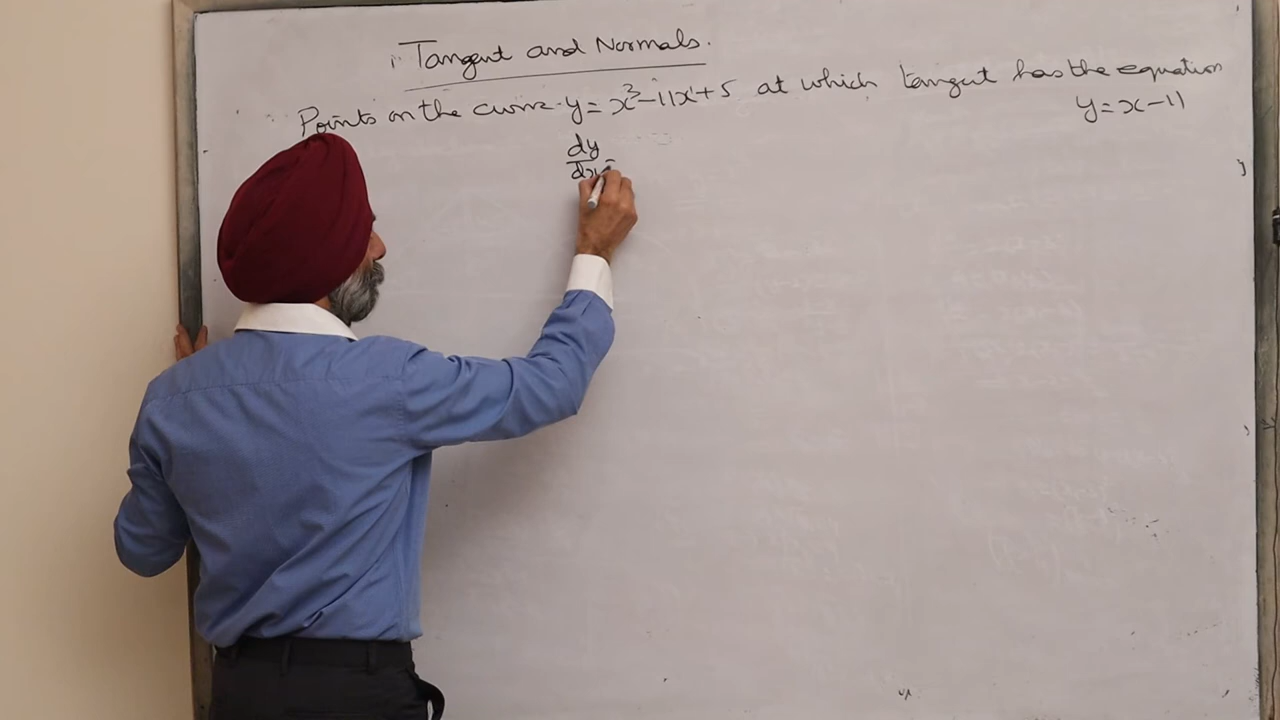 Tangent and Normals.
Points on the curve y = x³ - 11x + 5 at which tangent has the equation
y = x - 11
dy
dx =